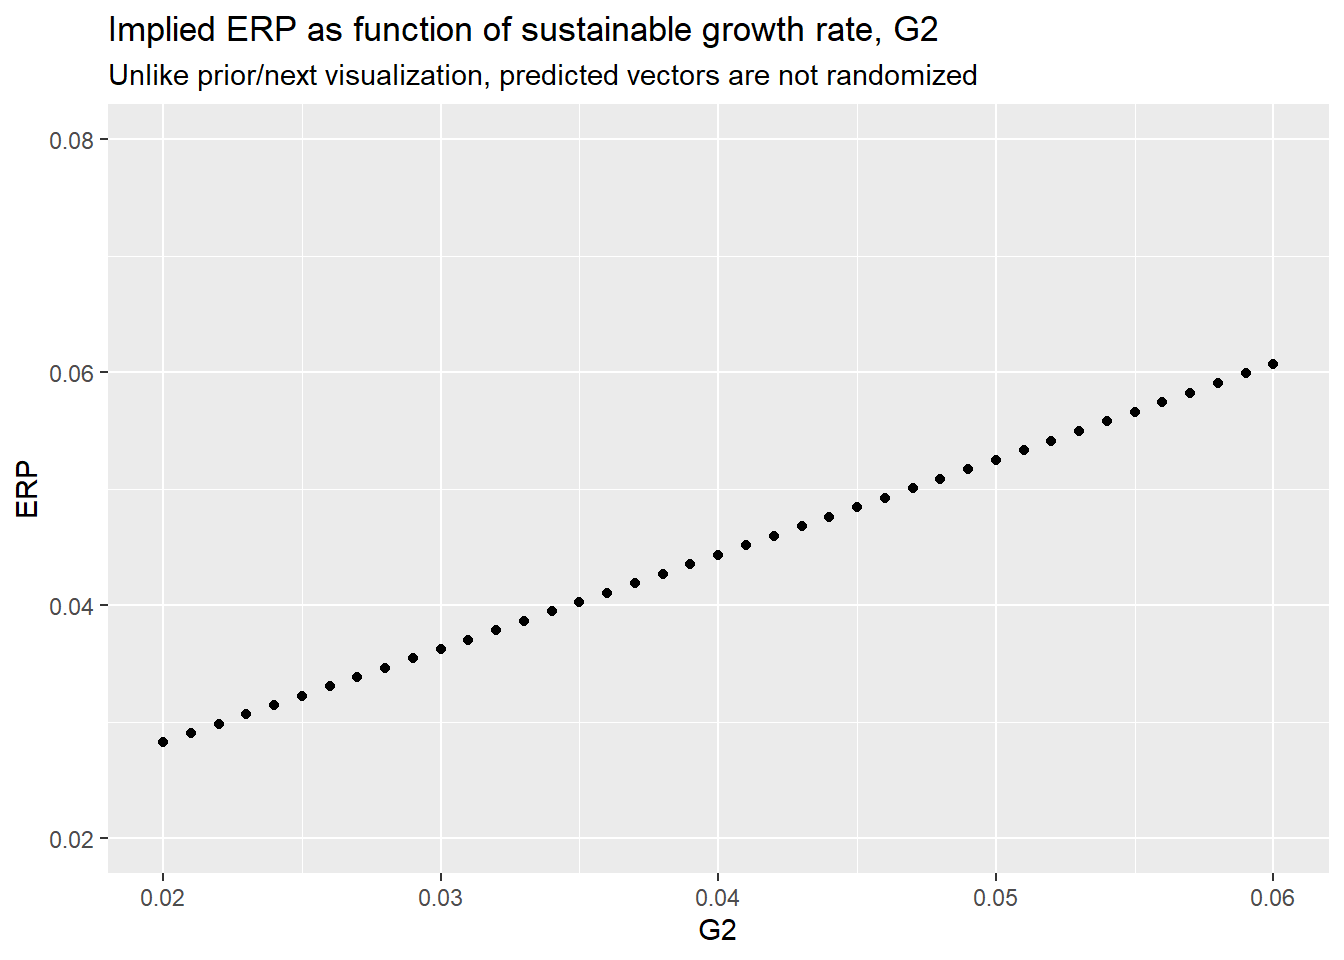 Implied ERP as function of sustainable growth rate, G2
Unlike prior/next visualization, predicted vectors are not randomized
0.08
0.06
0.04
0.02
ERP
0.02 0.03 0.04 0.05 0.06
G2